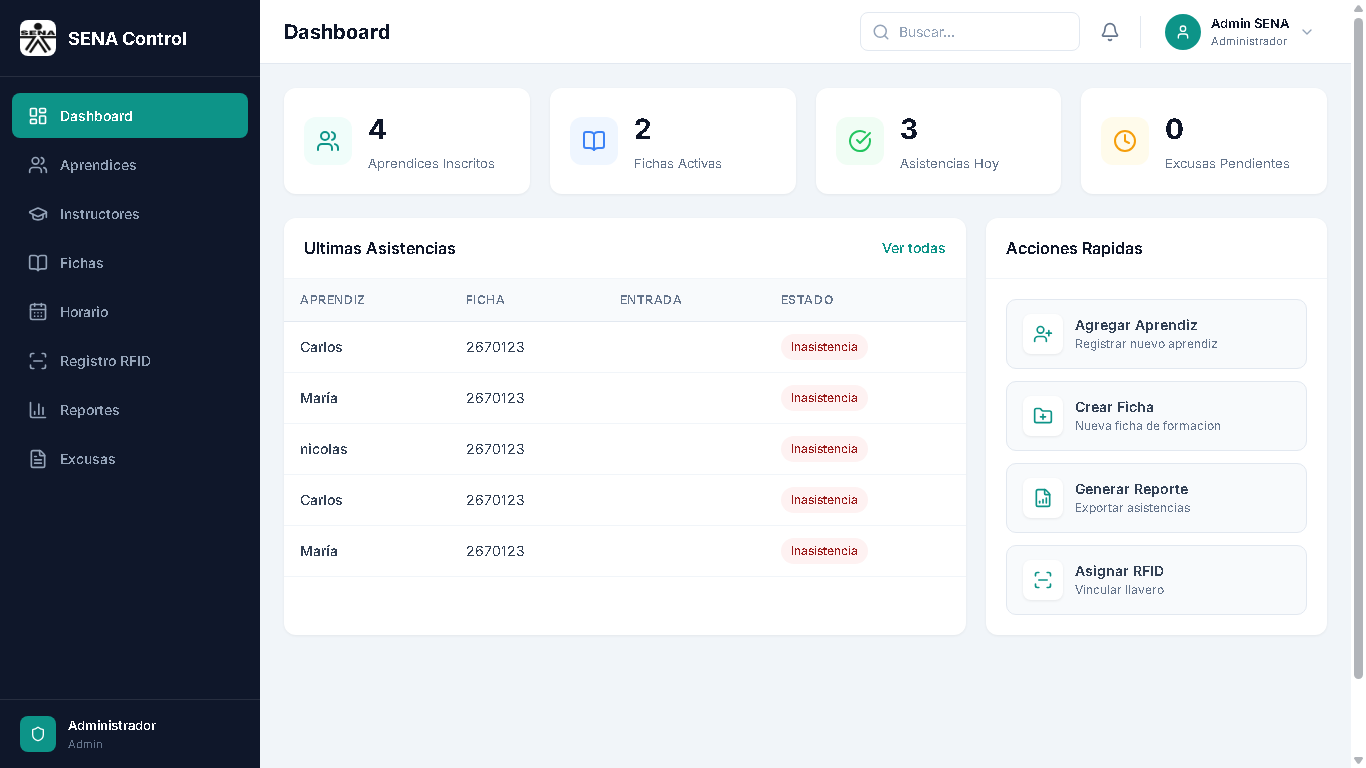 SENA
SENA Control
Dashboard
Aprendices
Instructores
Fichas
Horario
Registro RFID
Reportes
Excusas
Administrador
Admin
Dashboard
Buscar...
Admin SENA
Administrador
4
Aprendices Inscritos
2
Fichas Activas
3
Asistencias Hoy
0
Excusas Pendientes
Ultimas Asistencias
Ver todas
APRENDIZ FICHA ENTRADA ESTADO
Carlos 2670123 Inasistencia
María 2670123 Inasistencia
nicolas 2670123 Inasistencia
Carlos 2670123 Inasistencia
María 2670123 Inasistencia
Acciones Rapidas
Agregar Aprendiz
Registrar nuevo aprendiz
Crear Ficha
Nueva ficha de formacion
Generar Reporte
Exportar asistencias
Asignar RFID
Vincular llavero